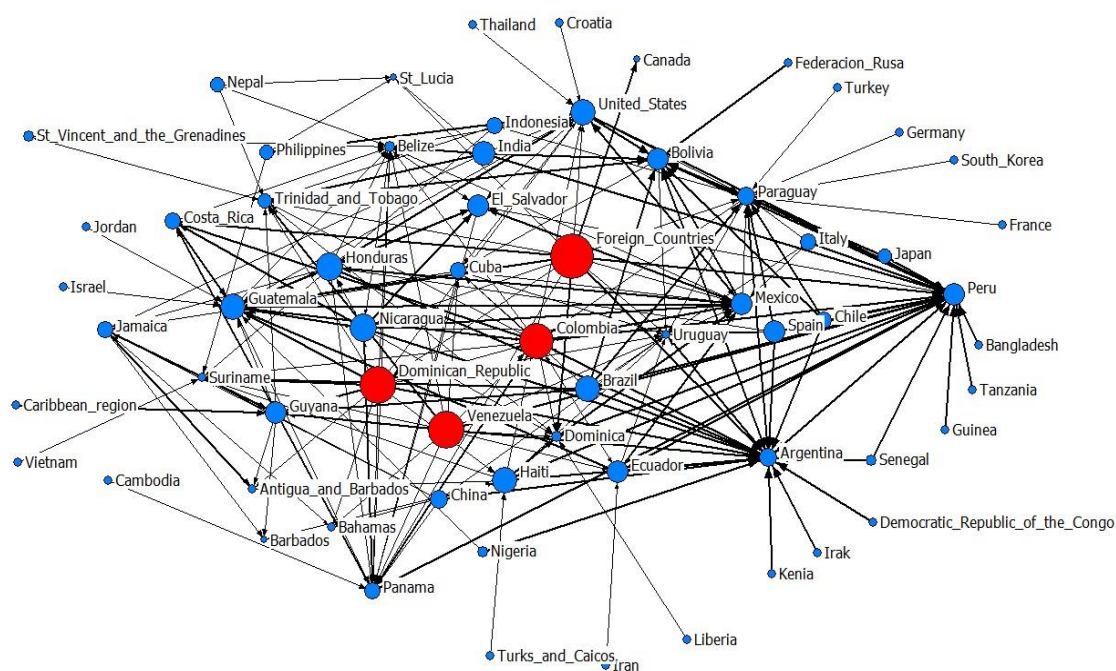 Thailand
Croatia
Canada
Federacion_Rusa
Nepal
St_Lucia
Turkey
United_States
Indonesia
St_Vincent_and_the_Grenadines
Germany
Philippines
Belize
India
Bolivia
South_Korea
Paraguay
Trinidad_and_Tobago
El_Salvador
Costa_Rica
France
Jordan
Foreign_Countries
Italy
Japan
Honduras
Cuba
Israel
Guatemala
Mexico
Peru
Jamaica
Nicaragua
Colombia
Uruguay
Spain
Chile
Bangladesh
Suriname
Dominican_Republic
Brazil
Tanzania
Caribbean_region
Guyana
Venezuela
Dominica
Guinea
Vietnam
Argentina
Senegal
Cambodia
Antigua_and_Barbados
Haiti
Ecuador
China
Bahamas
Democratic_Republic_of_the_Congo
Barbados
Nigeria
Irak
Kenia
Panama
Liberia
Turks_and_Caicos
Iran